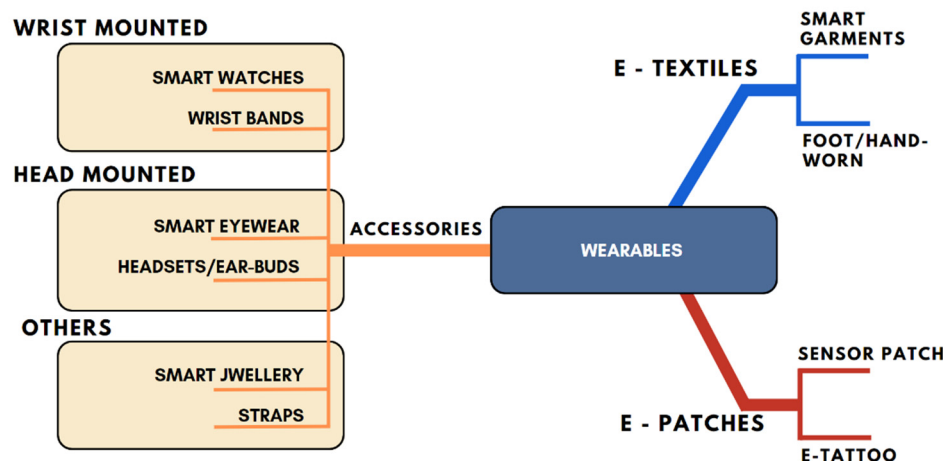 WRIST MOUNTED
SMART WATCHES
WRIST BANDS
HEAD MOUNTED
SMART EYEWEAR
HEADSETS/EAR-BUDS
OTHERS
SMART JWELLERY
STRAPS
ACCESSORIES
WEARABLES
E - TEXTILES
SMART
GARMENTS
FOOT/HAND-
WORN
E - PATCHES
SENSOR PATCH
E-TATTOO